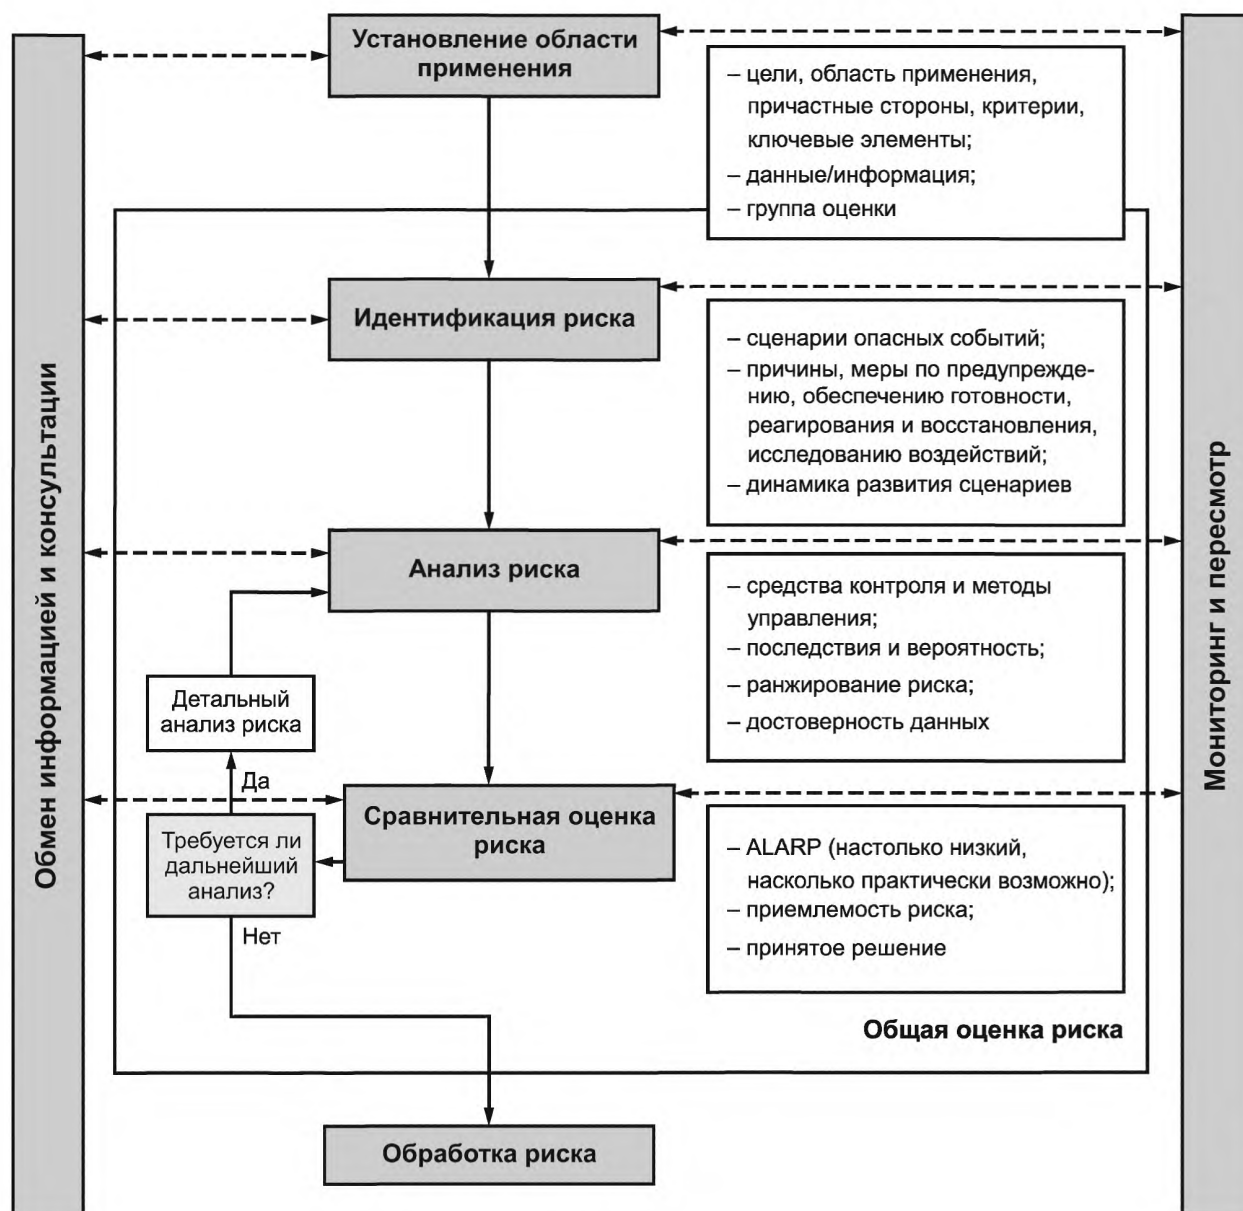 Установление области
применения
– цели, область применения,
причастные стороны, критерии,
ключевые элементы;
– данные/информация;
– группа оценки
Идентификация риска
– сценарии опасных событий;
– причины, меры по предупрежде-
нию, обеспечению готовности,
реагирования и восстановления,
исследованию воздействий;
– динамика развития сценариев
Обмен информацией и консультации
Мониторинг и пересмотр
Анализ риска
– средства контроля и методы
управления;
– последствия и вероятность;
– ранжирование риска;
– достоверность данных
Детальный
анализ риска
Да
Сравнительная оценка
риска
Требуется ли
дальнейший
анализ?
Нет
– ALARP (настолько низкий,
насколько практически возможно);
– приемлемость риска;
– принятое решение
Общая оценка риска
Обработка риска